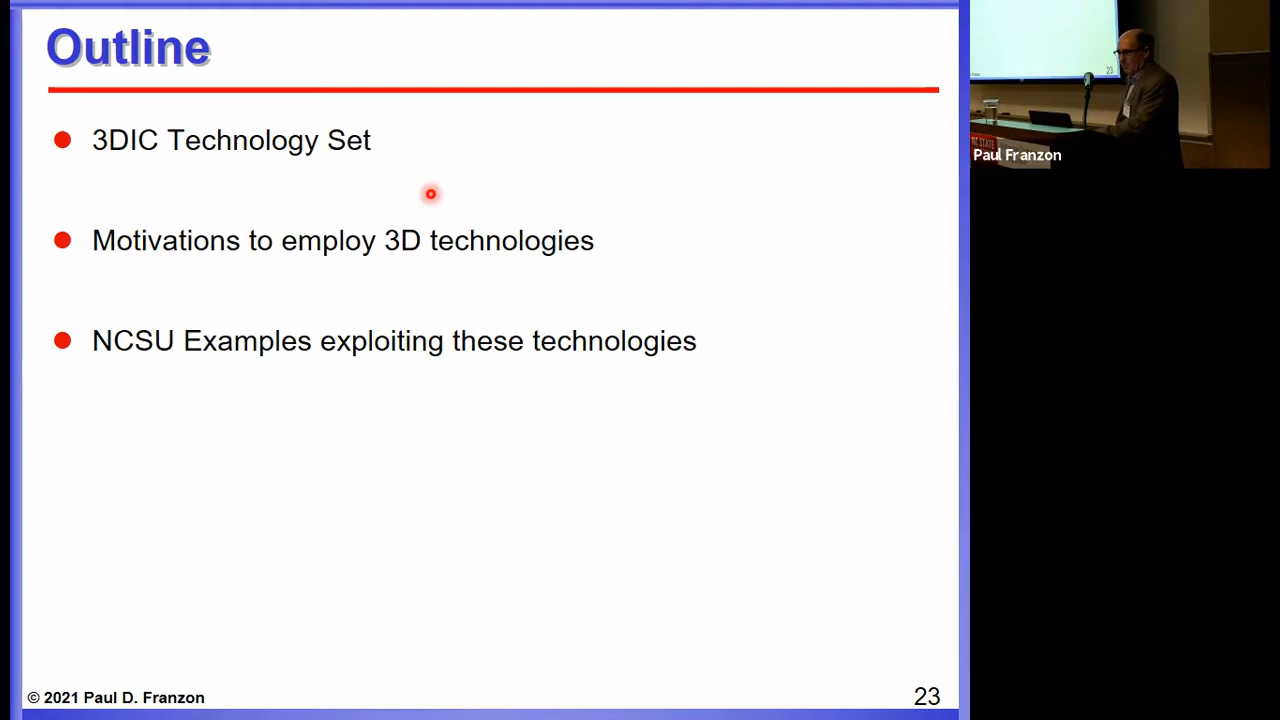 Outline
3DIC Technology Set
Motivations to employ 3D technologies
NCSU Examples exploiting these technologies
© 2021 Paul D. Franzon
23
23
Paul Franzon